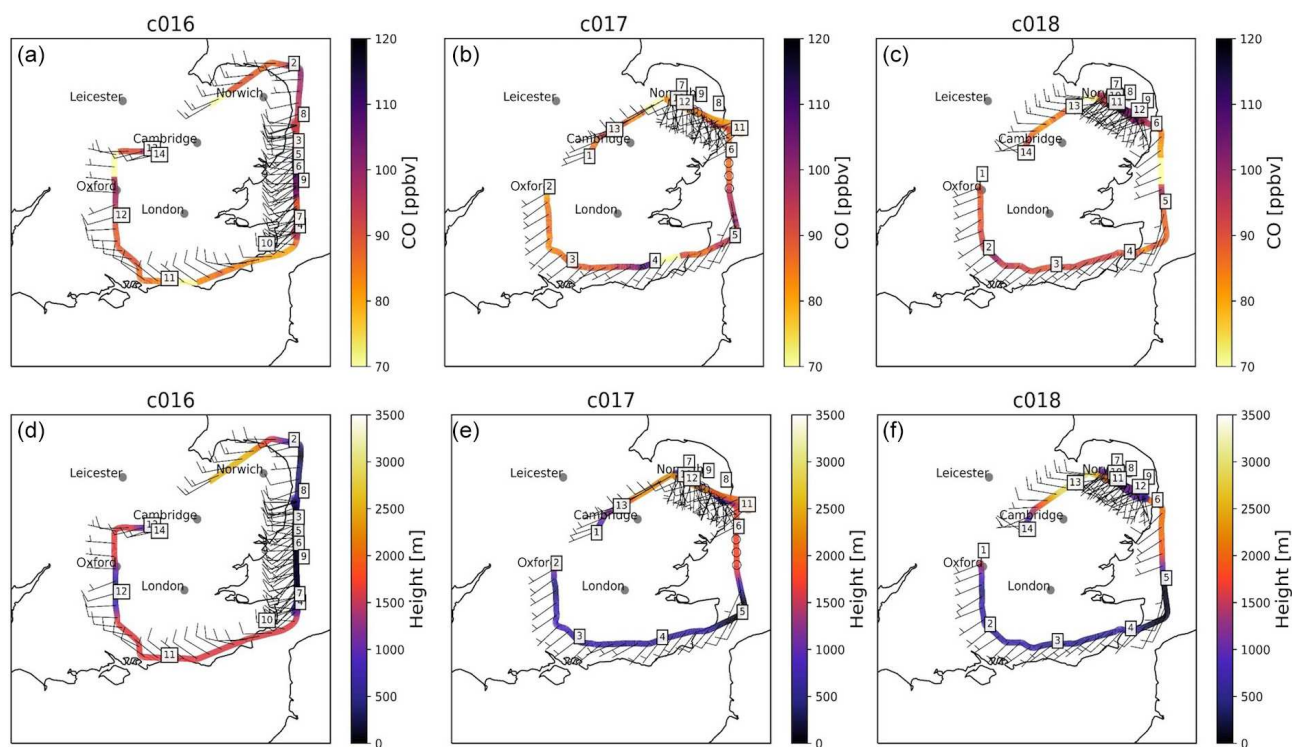 c016
c017
c018
(a)
Leicester
Norwich
Cambridge
Oxford
London
2
8
3
5
6
9
7
4
10
11
12
14
120
110
100
90
80
70
CO [ppbv]
(b)
Cambridge
Oxford
London
7
9
8
12
11
6
13
1
2
3
4
5
120
110
100
90
80
70
CO [ppbv]
(c)
Leicester
Cambridge
Oxford
London
7
8
9
11
12
13
6
14
1
5
2
3
4
120
110
100
90
80
70
CO [ppbv]
c016
c017
c018
(d)
Leicester
Norwich
Cambridge
Oxford
London
2
8
3
5
6
9
7
4
10
11
12
14
3500
3000
2500
2000
1500
1000
500
0
Height [m]
(e)
Leicester
Cambridge
Oxford
London
7
9
8
12
11
6
13
1
2
3
4
5
3500
3000
2500
2000
1500
1000
500
0
Height [m]
(f)
Leicester
Cambridge
Oxford
London
7
8
9
11
12
13
6
14
1
5
2
3
4
3500
3000
2500
2000
1500
1000
500
0
Height [m]